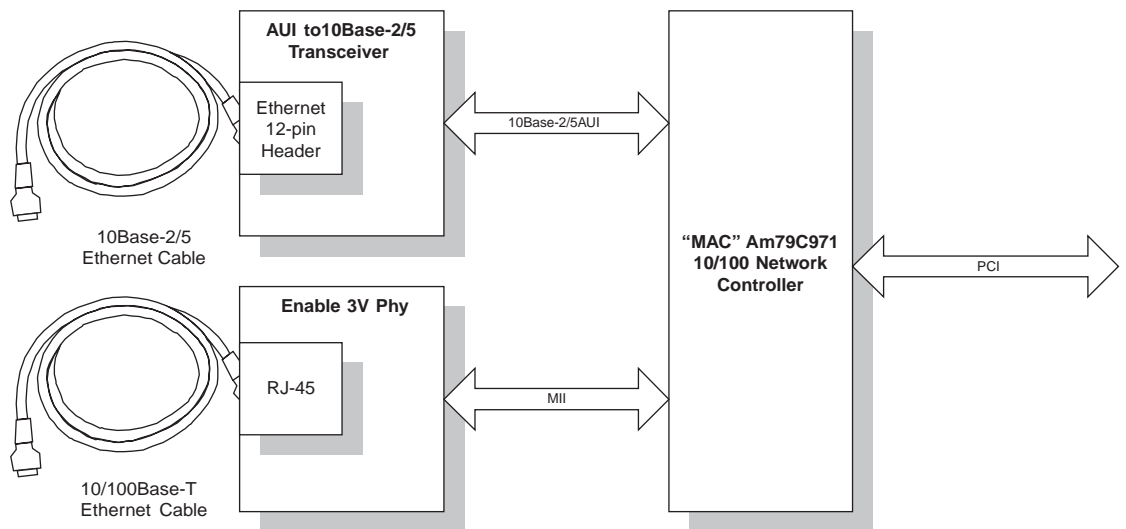 AUI to10Base-2/5
Transceiver
Ethernet
12-pin
Header
10Base-2/5AUI
10Base-2/5
Ethernet Cable
“MAC” Am79C971
10/100 Network
Controller
PCI
Enable 3V Phy
RJ-45
MII
10/100Base-T
Ethernet Cable